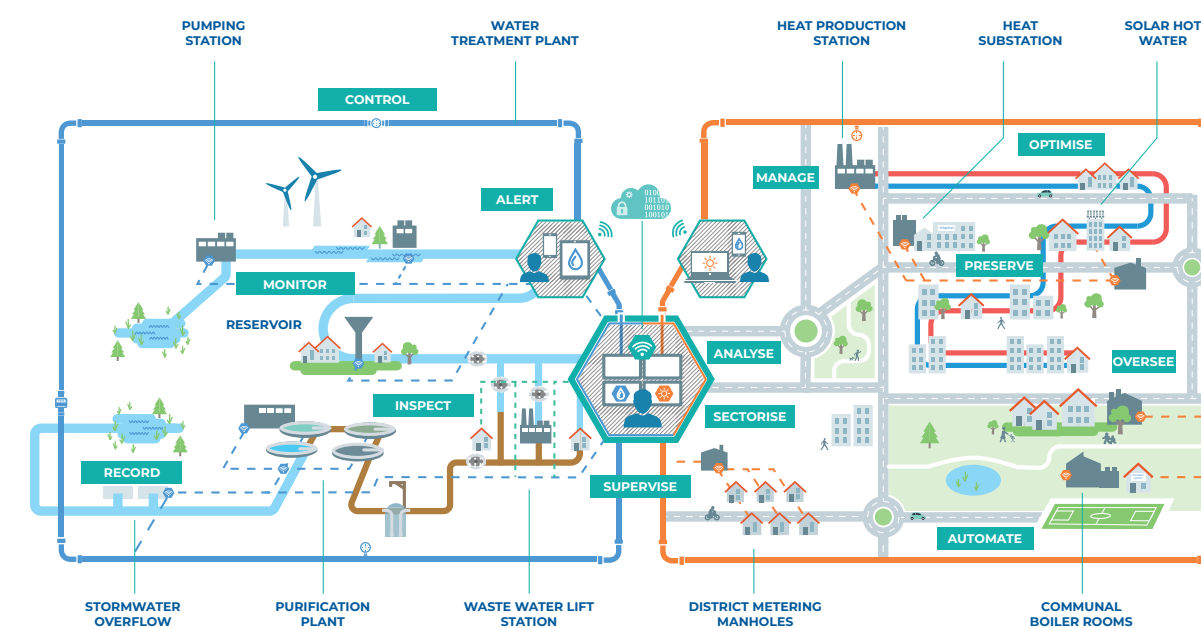 PUMPING
STATION
WATER
TREATMENT PLANT
HEAT PRODUCTION
STATION
HEAT
SUBSTATION
SOLAR HOT
WATER
CONTROL
OPTIMISE
MANAGE
ALERT
0100
10110
001010
100101
MONITOR
PRESERVE
RESERVOIR
ANALYSE
OVERSEE
INSPECT
SECTORISE
RECORD
SUPERVISE
AUTOMATE
STORMWATER
OVERFLOW
PURIFICATION
PLANT
WASTE WATER LIFT
STATION
DISTRICT METERING
MANHOLES
COMMUNAL
BOILER ROOMS